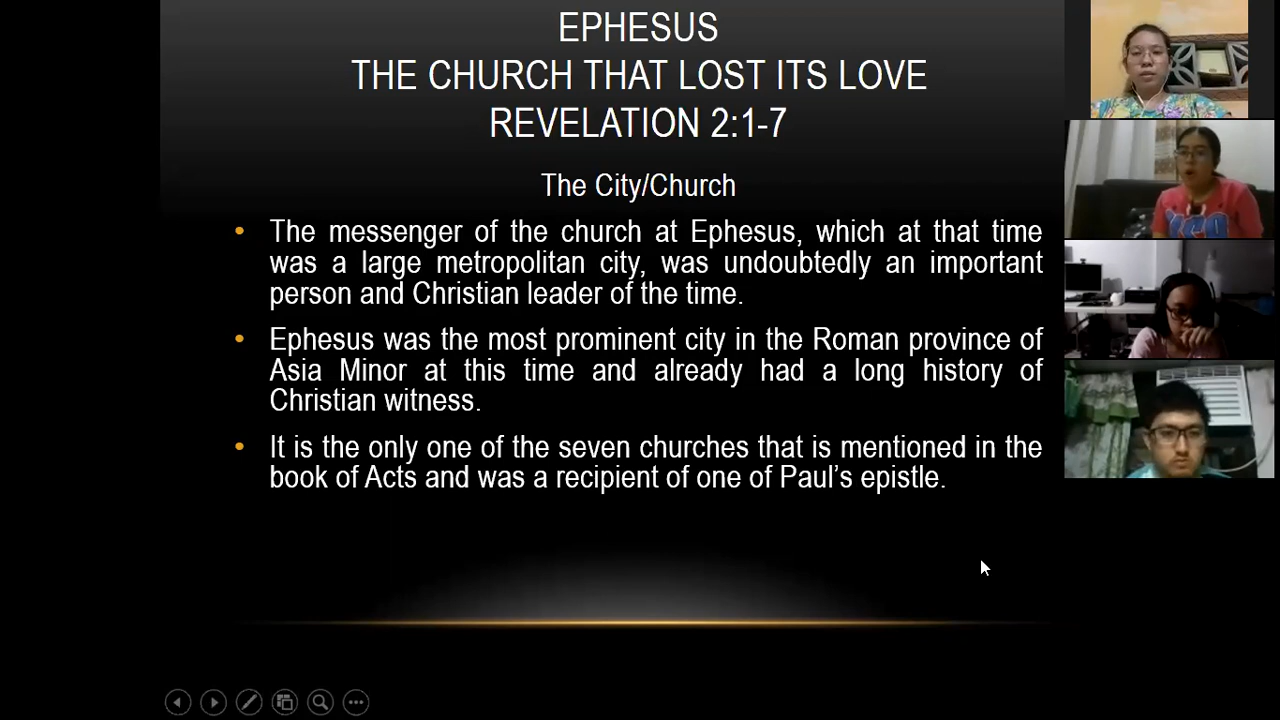 EPHESUS
THE CHURCH THAT LOST ITS LOVE
REVELATION 2:1-7
The City/Church
• The messenger of the church at Ephesus, which at that time
was a large metropolitan city, was undoubtedly an important
person and Christian leader of the time.
• Ephesus was the most prominent city in the Roman province of
Asia Minor at this time and already had a long history of
Christian witness.
• It is the only one of the seven churches that is mentioned in the
book of Acts and was a recipient of one of Paul's epistle.